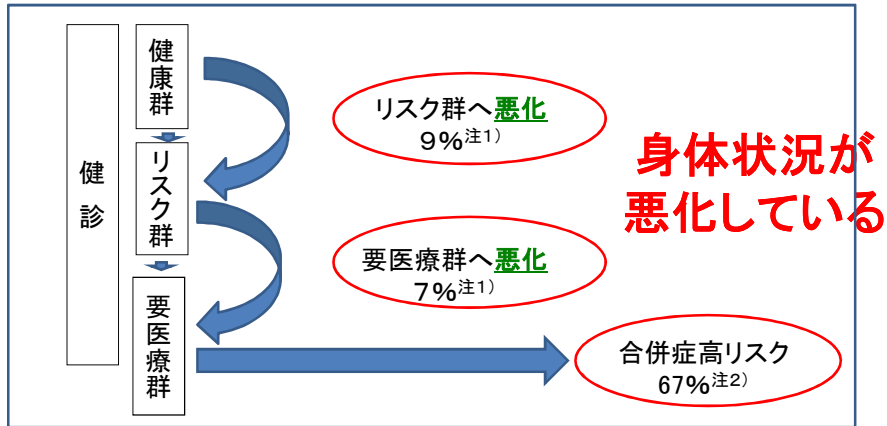 健診
健康群
リスク群
要医療群
リスク群へ悪化
9%注1)
要医療群へ悪化
7%注1)
合併症高リスク
67%注2)
身体状況が
悪化している